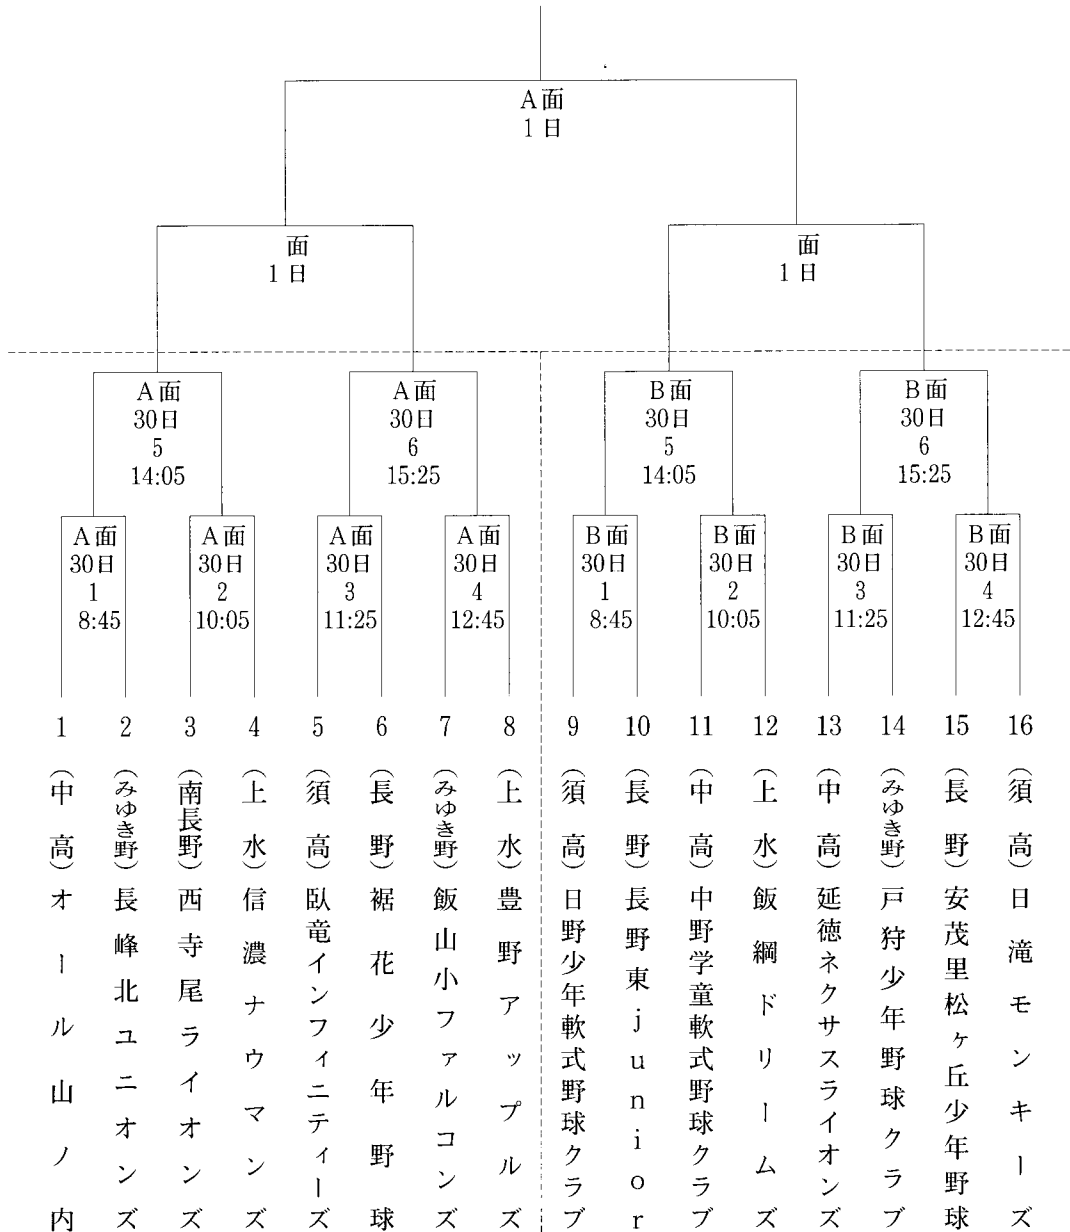 A面
1日
面
1日
面
1日
A面
30日
5
14:05
A面
30日
6
15:25
B面
30日
5
14:05
B面
30日
6
15:25
A面
30日
1
8:45
A面
30日
2
10:05
A面
30日
3
11:25
A面
30日
4
12:45
B面
30日
1
8:45
B面
30日
2
10:05
B面
30日
3
11:25
B面
30日
4
12:45
1 (中高) オール山ノ内
2 (みゆき野) 長峰北ユニオンズ
3 (南長野) 西寺尾ライオンズ
4 (上水) 信濃ナウマンズ
5 (須高) 臥竜インフィニティーズ
6 (長野) 裾花少年野球
7 (みゆき野) 飯山小ファルコンズ
8 (上水) 豊野アップルズ
9 (須高) 日野少年軟式野球クラブ
10 (長野) 長野東junior
11 (中高) 中野学童軟式野球クラブ
12 (上水) 飯綱ドリームズ
13 (中高) 延徳ネクサスライオンズ
14 (みゆき野) 戸狩少年野球クラブ
15 (長野) 安茂里松ヶ丘少年野球
16 (須高) 日滝モンキーズ